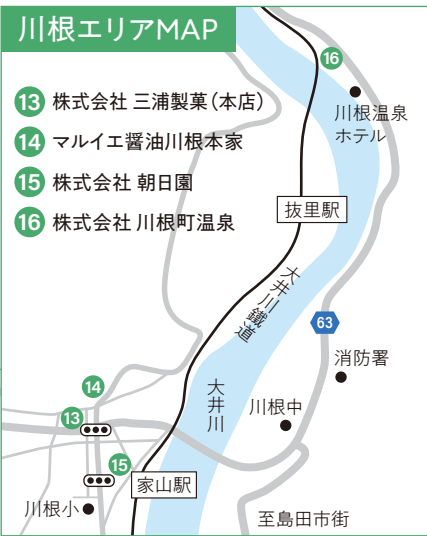 川根エリアMAP
13 株式会社 三浦製菓(本店)
14 マルイエ醤油川根本家
15 株式会社 朝日園
16 株式会社 川根町温泉
16
川根温泉
ホテル
抜里駅
大井川鐵道
63
消防署
大井川
川根中
14
13
15
家山駅
川根小
至島田市街